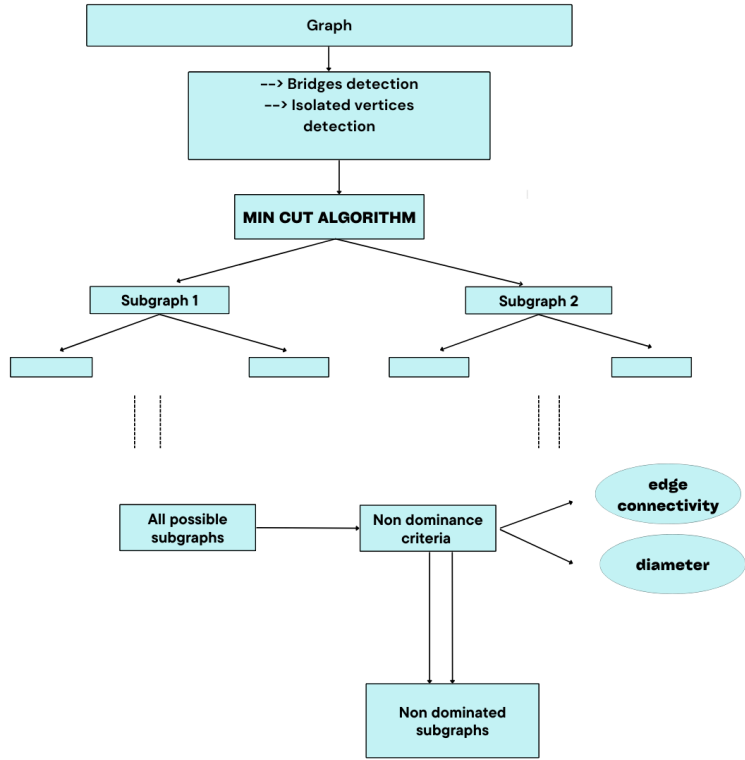 Graph
--> Bridges detection
--> Isolated vertices
detection
MIN CUT ALGORITHM
Subgraph 1
Subgraph 2
All possible
subgraphs
Non dominance
criteria
edge
connectivity
diameter
Non dominated
subgraphs